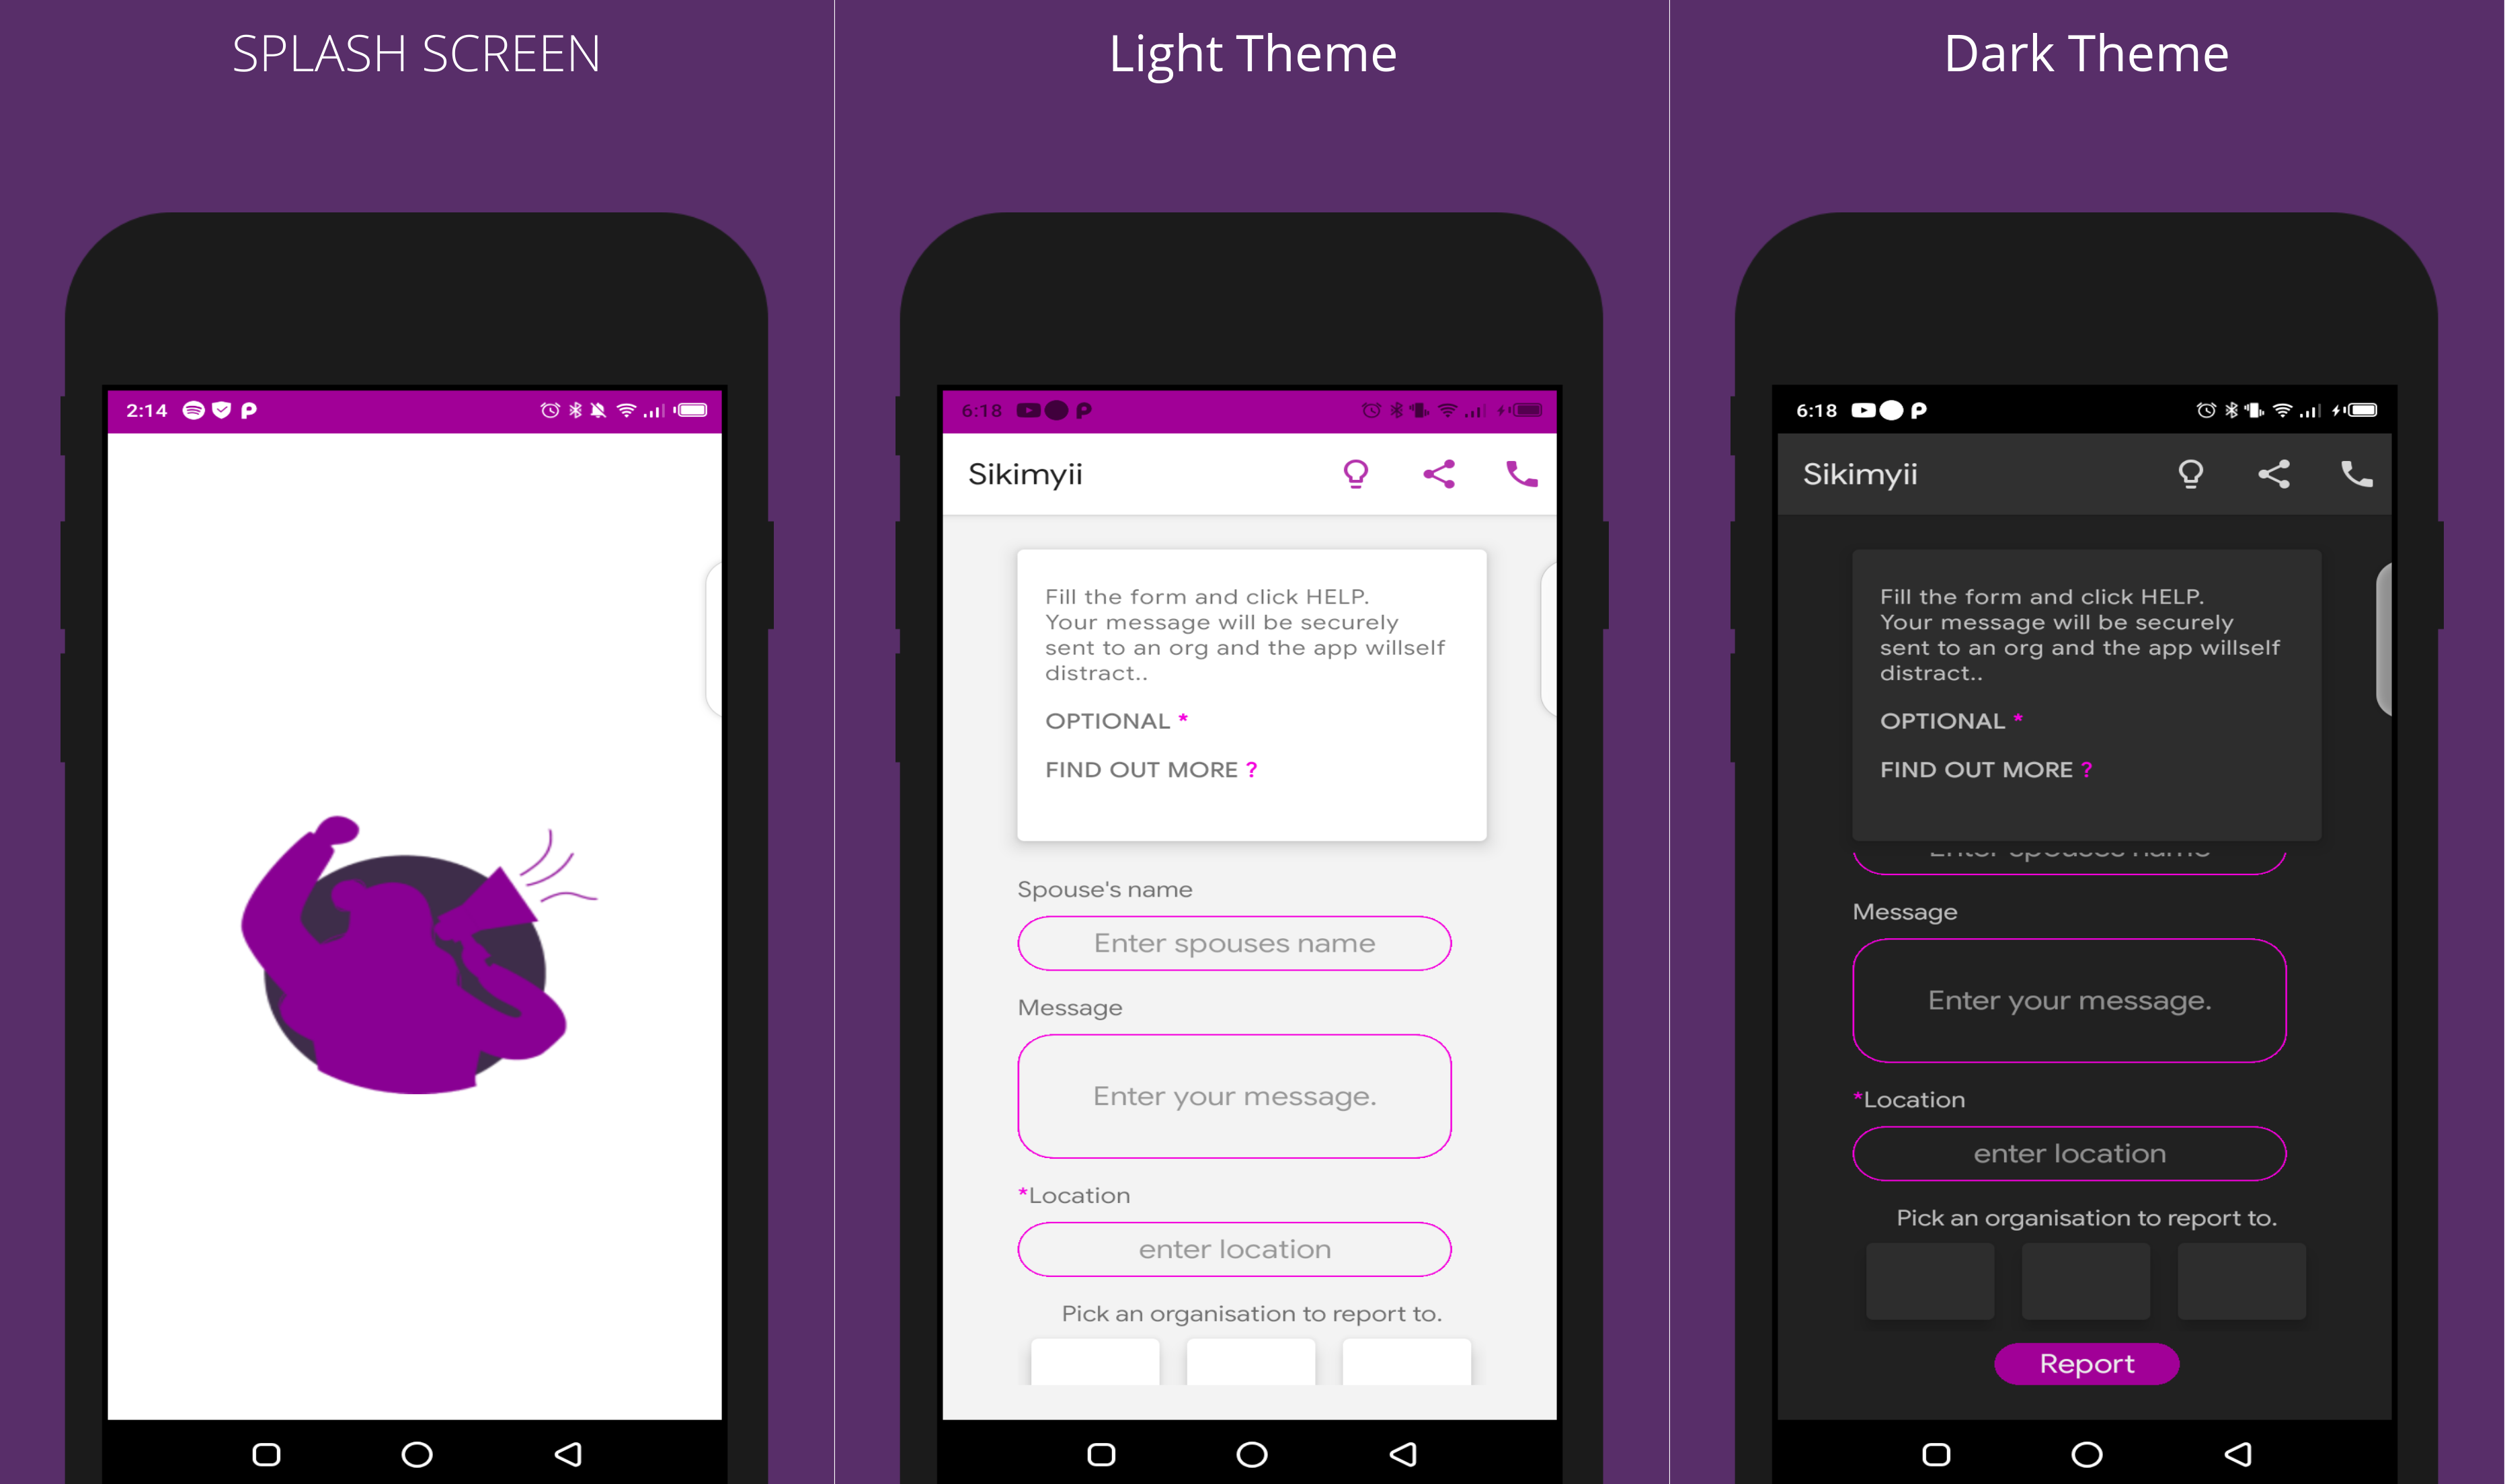 SPLASH SCREEN
2:14
Light Theme
6:18
Sikimyii
Fill the form and click HELP.
Your message will be securely
sent to an org and the app willself
distract..
OPTIONAL *
FIND OUT MORE ?
Spouse's name
Enter spouses name
Message
Enter your message.
*Location
enter location
Pick an organisation to report to.
Dark Theme
6:18
Sikimyii
Fill the form and click HELP.
Your message will be securely
sent to an org and the app willself
distract..
OPTIONAL *
FIND OUT MORE ?
Enter spouses name
Message
Enter your message.
*Location
enter location
Pick an organisation to report to.
Report